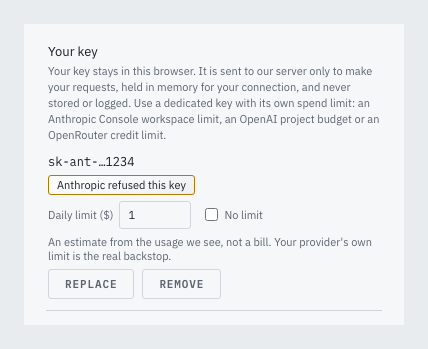 Your key
Your key stays in this browser. It is sent to our server only to make
your requests, held in memory for your connection, and never
stored or logged. Use a dedicated key with its own spend limit: an
Anthropic Console workspace limit, an OpenAI project budget or an
OpenRouter credit limit.
sk-ant-…1234
Anthropic refused this key
Daily limit ($) 1 No limit
An estimate from the usage we see, not a bill. Your provider's own
limit is the real backstop.
REPLACE REMOVE